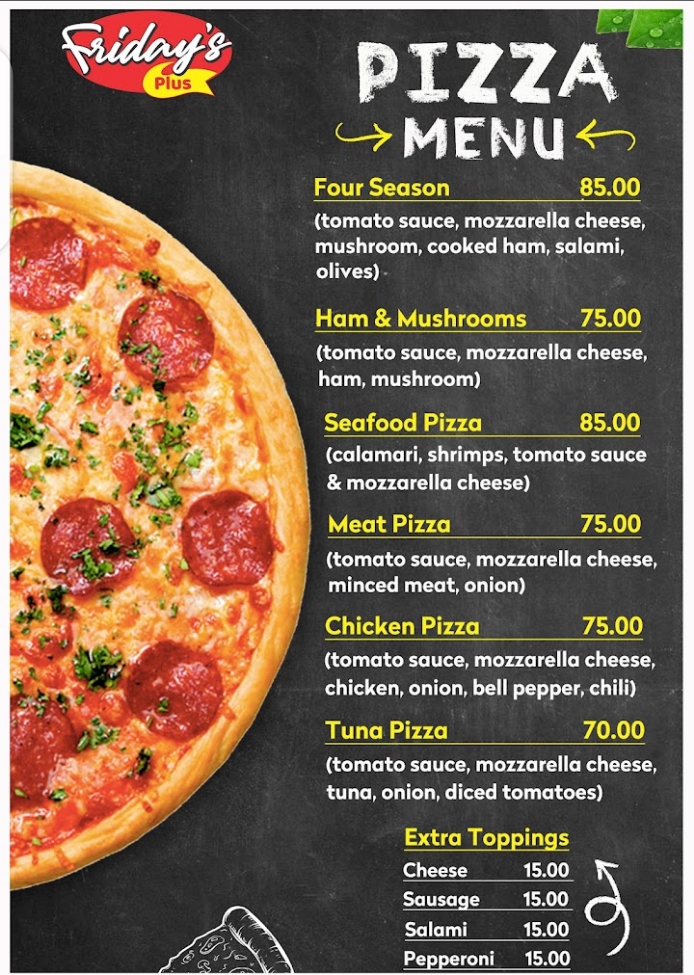 Friday's
Plus
PIZZA
MENU
Four Season 85.00
(tomato sauce, mozzarella cheese,
mushroom, cooked ham, salami,
olives)
Ham & Mushrooms 75.00
(tomato sauce, mozzarella cheese,
ham, mushroom)
Seafood Pizza 85.00
(calamari, shrimps, tomato sauce
& mozzarella cheese)
Meat Pizza 75.00
(tomato sauce, mozzarella cheese,
minced meat, onion)
Chicken Pizza 75.00
(tomato sauce, mozzarella cheese,
chicken, onion, bell pepper, chili)
Tuna Pizza 70.00
(tomato sauce, mozzarella cheese,
tuna, onion, diced tomatoes)
Extra Toppings
Cheese 15.00
Sausage 15.00
Salami 15.00
Pepperoni 15.00